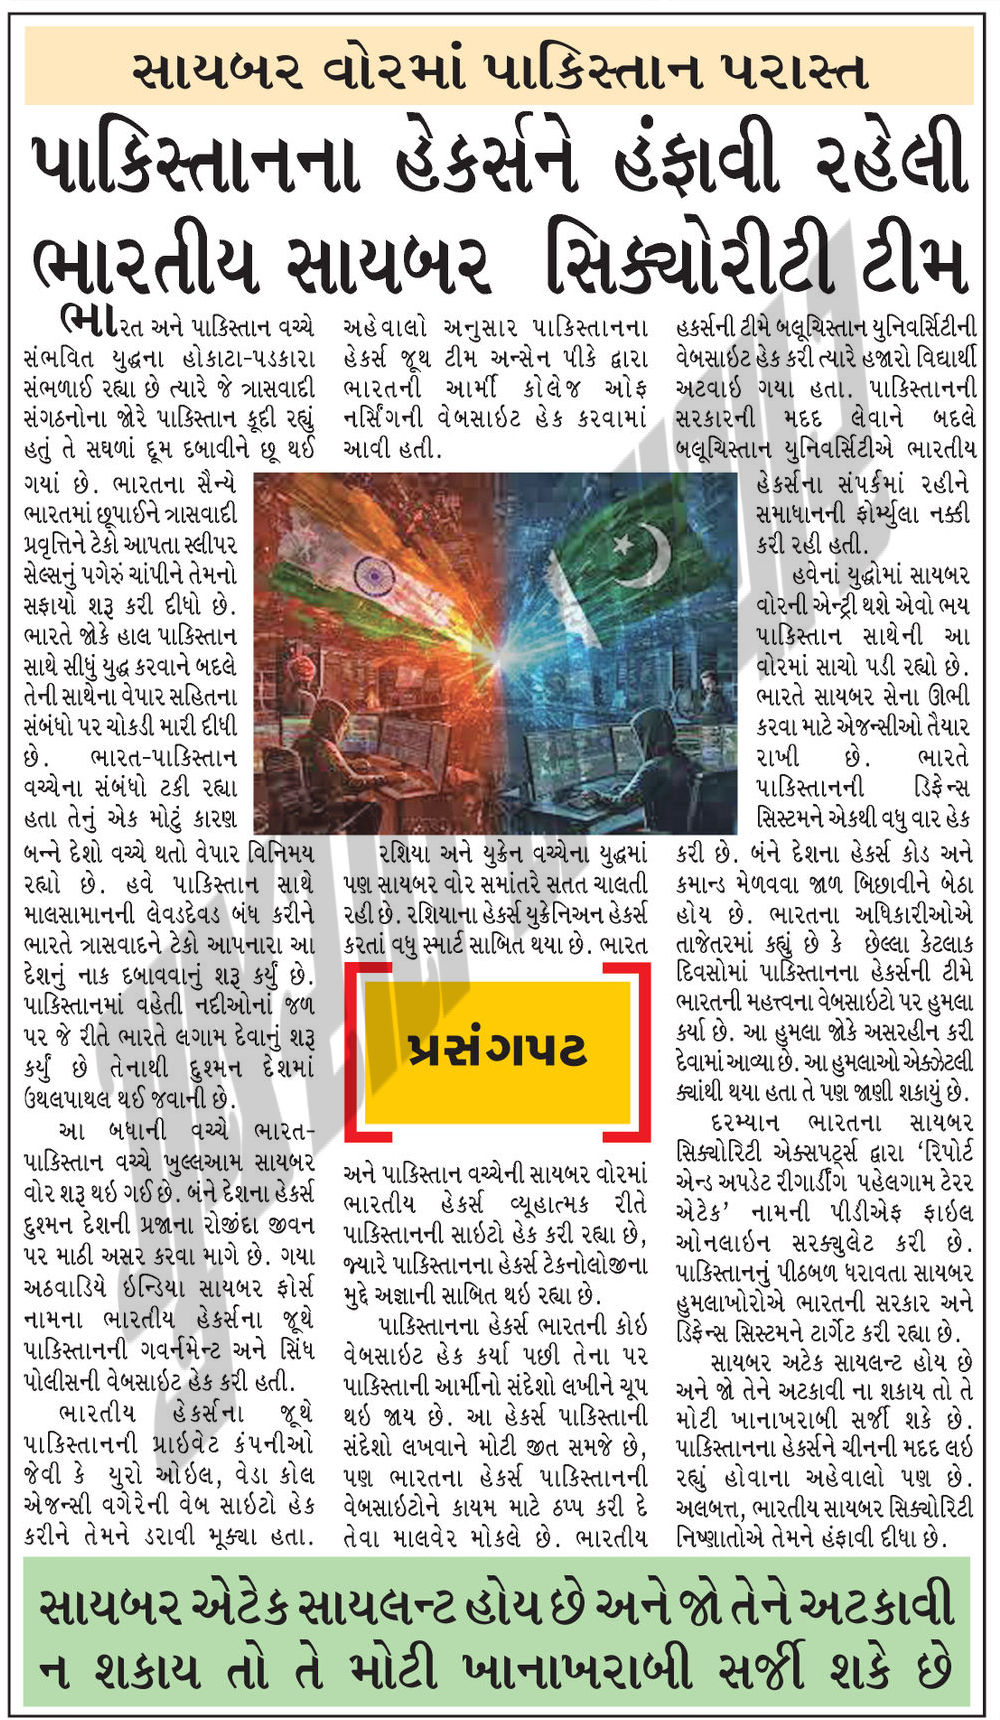 સાયબર વોરમાં પાકિસ્તાન પરાસ્ત
પાકિસ્તાનના હેકર્સને હંફાવી રહેલી
ભારતીય સાયબર સિક્યોરીટી ટીમ
ભારત અને પાકિસ્તાન વચ્ચે
સંભવિત યુદ્ધના હોકાટા-પડકારા
સંભળાઈ રહ્યા છે ત્યારે જે ત્રાસવાદી
સંગઠનોના જોરે પાકિસ્તાન કૂદી રહ્યું
હતું તે સઘળાં દૂમ દબાવીને છૂ થઈ
ગયાં છે. ભારતના સૈન્યે
ભારતમાં છૂપાઈને ત્રાસવાદી
પ્રવૃત્તિને ટેકો આપતા સ્લીપર
સેલ્સનું પગેરું ચાંપીને તેમનો
સફાયો શરૂ કરી દીધો છે.
ભારતે જોકે હાલ પાકિસ્તાન
સાથે સીધું યુદ્ધ કરવાને બદલે
તેની સાથેના વેપાર સહિતના
સંબંધો પર ચોકડી મારી દીધી
છે. ભારત-પાકિસ્તાન
વચ્ચેના સંબંધો ટકી રહ્યા
હતા તેનું એક મોટું કારણ
બન્ને દેશો વચ્ચે થતો વેપાર વિનિમય
રહ્યો છે. હવે પાકિસ્તાન સાથે
માલસામાનની લેવડદેવડ બંધ કરીને
ભારતે ત્રાસવાદને ટેકો આપનારા આ
દેશનું નાક દબાવવાનું શરૂ કર્યું છે.
પાકિસ્તાનમાં વહેતી નદીઓનાં જળ
પર જે રીતે ભારતે લગામ દેવાનું શરૂ
કર્યું છે તેનાથી દુશ્મન દેશમાં
ઉથલપાથલ થઈ જવાની છે.
આ બધાની વચ્ચે ભારત-
પાકિસ્તાન વચ્ચે ખુલ્લઆમ સાયબર
વોર શરૂ થઇ ગઈ છે. બંને દેશના હેકર્સ
દુશ્મન દેશની પ્રજાના રોજીંદા જીવન
પર માઠી અસર કરવા માગે છે. ગયા
અઠવાડિયે ઇન્ડિયા સાયબર ફોર્સ
નામના ભારતીય હેકર્સના જૂથે
પાકિસ્તાનની ગવર્નમેન્ટ અને સિંધ
પોલીસની વેબસાઈટ હેક કરી હતી.
ભારતીય હેકર્સના જૂથે
પાકિસ્તાનની પ્રાઇવેટ કંપનીઓ
જેવી કે યુરો ઓઇલ, વેડા કોલ
એજન્સી વગેરેની વેબ સાઇટો હેક
કરીને તેમને ડરાવી મૂક્યા હતા.
અહેવાલો અનુસાર પાકિસ્તાનના
હેકર્સ જૂથ ટીમ અન્સેન પીકે દ્વારા
ભારતની આર્મી કોલેજ ઓફ
નર્સિંગની વેબસાઈટ હેક કરવામાં
આવી હતી.
રશિયા અને યુક્રેન વચ્ચેના યુદ્ધમાં
પણ સાયબર વોર સમાંતરે સતત ચાલતી
રહી છે. રશિયાના હેકર્સ યુક્રેનિઅન હેકર્સ
કરતાં વધુ સ્માર્ટ સાબિત થયા છે. ભારત
પ્રસંગપટ
અને પાકિસ્તાન વચ્ચેની સાયબર વોરમાં
ભારતીય હેકર્સ વ્યૂહાત્મક રીતે
પાકિસ્તાનની સાઇટો હેક કરી રહ્યા છે,
જ્યારે પાકિસ્તાનના હેકર્સ ટેકનોલોજીના
મુદ્દે અજ્ઞાની સાબિત થઇ રહ્યા છે.
પાકિસ્તાનના હેકર્સ ભારતની કોઇ
વેબસાઇટ હેક કર્યા પછી તેના પર
પાકિસ્તાની આર્મીનો સંદેશો લખીને ચૂપ
થઇ જાય છે. આ હેકર્સ પાકિસ્તાની
સંદેશો લખવાને મોટી જીત સમજે છે,
પણ ભારતના હેકર્સ પાકિસ્તાનની
વેબસાઇટોને કાયમ માટે ઠપ્પ કરી દે
તેવા માલવેર મોકલે છે. ભારતીય
હકર્સની ટીમે બલૂચિસ્તાન યુનિવર્સિટીની
વેબસાઇટ હેક કરી ત્યારે હજારો વિદ્યાર્થી
અટવાઇ ગયા હતા. પાકિસ્તાનની
સરકારની મદદ લેવાને બદલે
બલૂચિસ્તાન યુનિવર્સિટીએ ભારતીય
હેકર્સના સંપર્કમાં રહીને
સમાધાનની ફોર્મ્યુલા નક્કી
કરી રહી હતી.
હવેનાં યુદ્ધોમાં સાયબર
વોરની એન્ટ્રી થશે એવો ભય
પાકિસ્તાન સાથેની આ
વોરમાં સાચો પડી રહ્યો છે.
ભારતે સાયબર સેના ઊભી
કરવા માટે એજન્સીઓ તૈયાર
રાખી છે. ભારતે
પાકિસ્તાનની ડિફેન્સ
સિસ્ટમને એકથી વધુ વાર હેક
કરી છે. બંને દેશના હેકર્સ કોડ અને
કમાન્ડ મેળવવા જાળ બિછાવીને બેઠા
હોય છે. ભારતના અધિકારીઓએ
તાજેતરમાં કહ્યું છે કે છેલ્લા કેટલાક
દિવસોમાં પાકિસ્તાનના હેકર્સની ટીમે
ભારતની મહત્ત્વના વેબસાઇટો પર હુમલા
કર્યા છે. આ હુમલા જોકે અસરહીન કરી
દેવામાં આવ્યા છે. આ હુમલાઓ એક્ઝેટલી
ક્યાંથી થયા હતા તે પણ જાણી શકાયું છે.
દરમ્યાન ભારતના સાયબર
સિક્યોરિટી એક્સપર્ટ્સ દ્વારા ‘રિપોર્ટ
એન્ડ અપડેટ રીગાર્ડીંગ પહેલગામ ટેરર
એટેક’ નામની પીડીએફ ફાઇલ
ઓનલાઇન સરક્યુલેટ કરી છે.
પાકિસ્તાનનું પીઠબળ ધરાવતા સાયબર
હુમલાખોરોએ ભારતની સરકાર અને
ડિફેન્સ સિસ્ટમને ટાર્ગેટ કરી રહ્યા છે.
સાયબર અટેક સાયલન્ટ હોય છે
અને જો તેને અટકાવી ના શકાય તો તે
મોટી ખાનાખરાબી સર્જી શકે છે.
પાકિસ્તાનના હેકર્સને ચીનની મદદ લઇ
રહ્યું હોવાના અહેવાલો પણ છે.
અલબત્ત, ભારતીય સાયબર સિક્યોરિટી
નિષ્ણાતોએ તેમને હંફાવી દીધા છે.
સાયબર એટેક સાયલન્ટ હોય છે અને જો તેને અટકાવી
ન શકાય તો તે મોટી ખાનાખરાબી સર્જી શકે છે